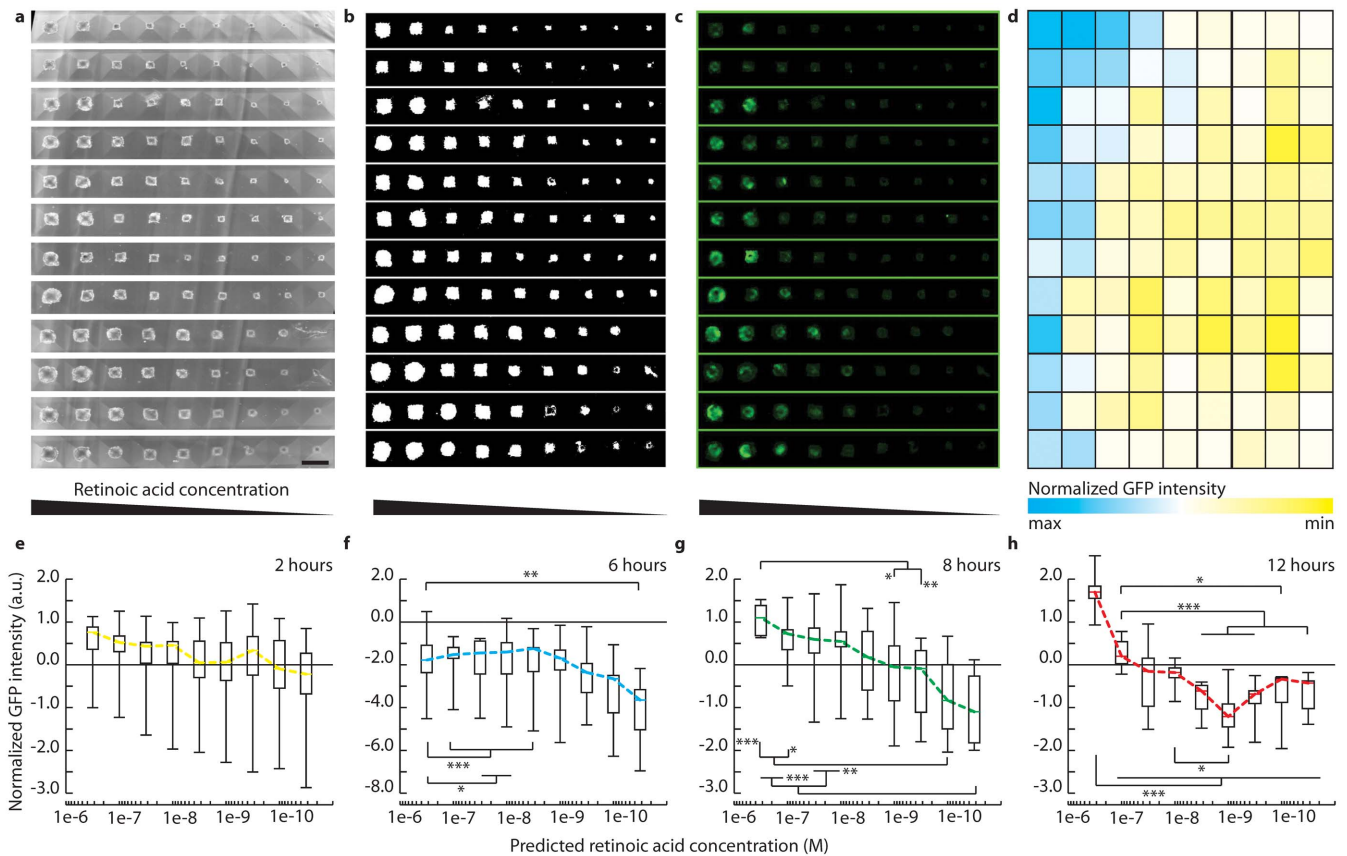 a b c d
Retinoic acid concentration
Normalized GFP intensity
max min
e f g h
2 hours 6 hours 8 hours 12 hours
Normalized GFP intensity (a.u.)
2.0
1.0
0.0
-1.0
-2.0
-3.0
1e-6 1e-7 1e-8 1e-9 1e-10
2.0
-0.0
-2.0
-4.0
-6.0
-8.0
**
***
*
1e-6 1e-7 1e-8 1e-9 1e-10
2.0
1.0
0.0
-1.0
-2.0
-3.0
* **
*** *
*** **
1e-6 1e-7 1e-8 1e-9 1e-10
2.0
1.0
0.0
-1.0
-2.0
-3.0
*
***
*
***
1e-6 1e-7 1e-8 1e-9 1e-10
Predicted retinoic acid concentration (M)